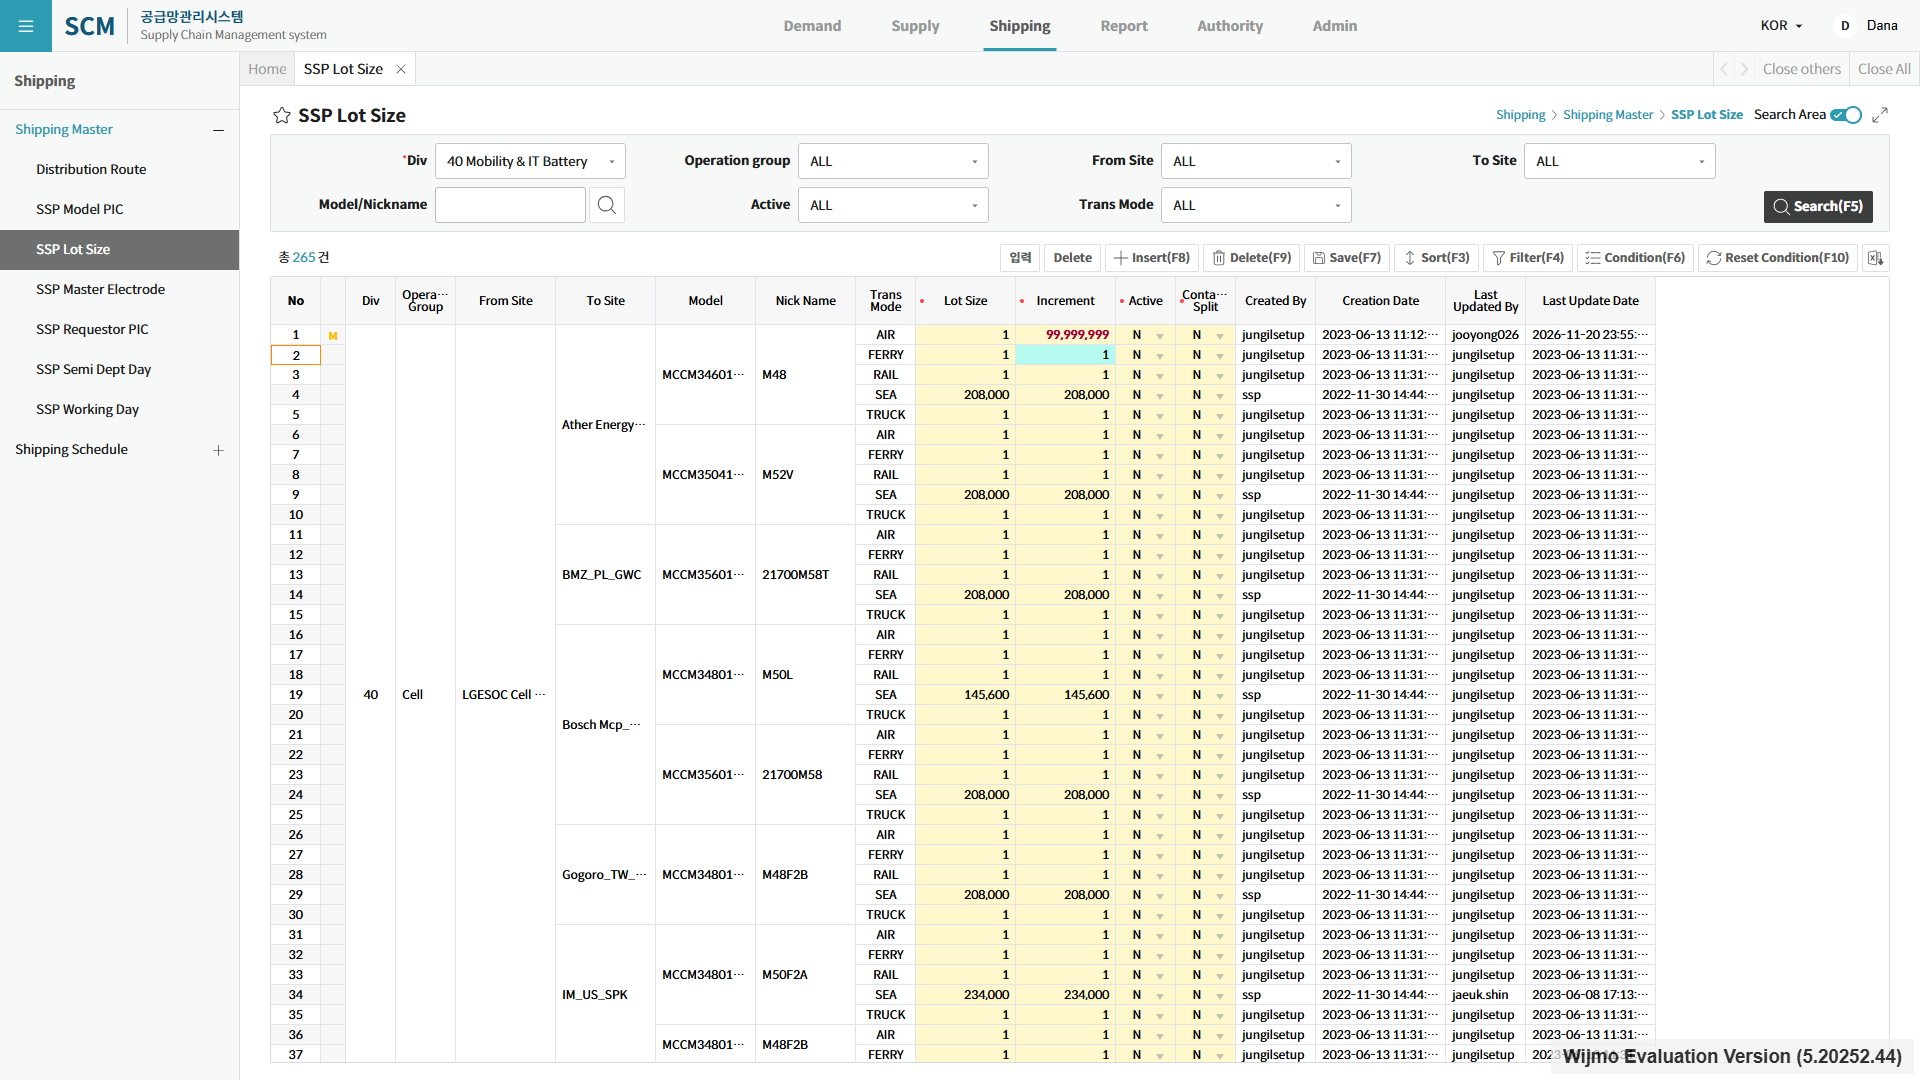 SCM 공급망관리시스템 Supply Chain Management system
Demand Supply Shipping Report Authority Admin
KOR D Dana
Shipping
Home SSP Lot Size Close others Close All
Shipping Master
Distribution Route
SSP Model PIC
SSP Lot Size
SSP Master Electrode
SSP Requestor PIC
SSP Semi Dept Day
SSP Working Day
Shipping Schedule
SSP Lot Size
Shipping > Shipping Master > SSP Lot Size Search Area
*Div 40 Mobility & IT Battery Operation group ALL From Site ALL To Site ALL
Model/Nickname Active ALL Trans Mode ALL Search(F5)
총 265 건
입력 Delete Insert(F8) Delete(F9) Save(F7) Sort(F3) Filter(F4) Condition(F6) Reset Condition(F10)
No Div Opera··· Group From Site To Site Model Nick Name Trans Mode Lot Size Increment Active Conta··· Split Created By Creation Date Last Updated By Last Update Date
1 M AIR 1 99,999,999 N N jungilsetup 2023-06-13 11:12:··· jooyong026 2026-11-20 23:55:···
2 FERRY 1 1 N N jungilsetup 2023-06-13 11:31:··· jungilsetup 2023-06-13 11:31:···
3 MCCM34601··· M48 RAIL 1 1 N N jungilsetup 2023-06-13 11:31:··· jungilsetup 2023-06-13 11:31:···
4 SEA 208,000 208,000 N N ssp 2022-11-30 14:44:··· jungilsetup 2023-06-13 11:31:···
5 TRUCK 1 1 N N jungilsetup 2023-06-13 11:31:··· jungilsetup 2023-06-13 11:31:···
Ather Energy···
6 AIR 1 1 N N jungilsetup 2023-06-13 11:31:··· jungilsetup 2023-06-13 11:31:···
7 FERRY 1 1 N N jungilsetup 2023-06-13 11:31:··· jungilsetup 2023-06-13 11:31:···
8 MCCM35041··· M52V RAIL 1 1 N N jungilsetup 2023-06-13 11:31:··· jungilsetup 2023-06-13 11:31:···
9 SEA 208,000 208,000 N N ssp 2022-11-30 14:44:··· jungilsetup 2023-06-13 11:31:···
10 TRUCK 1 1 N N jungilsetup 2023-06-13 11:31:··· jungilsetup 2023-06-13 11:31:···
11 AIR 1 1 N N jungilsetup 2023-06-13 11:31:··· jungilsetup 2023-06-13 11:31:···
12 FERRY 1 1 N N jungilsetup 2023-06-13 11:31:··· jungilsetup 2023-06-13 11:31:···
13 BMZ_PL_GWC MCCM35601··· 21700M58T RAIL 1 1 N N jungilsetup 2023-06-13 11:31:··· jungilsetup 2023-06-13 11:31:···
14 SEA 208,000 208,000 N N ssp 2022-11-30 14:44:··· jungilsetup 2023-06-13 11:31:···
15 TRUCK 1 1 N N jungilsetup 2023-06-13 11:31:··· jungilsetup 2023-06-13 11:31:···
16 AIR 1 1 N N jungilsetup 2023-06-13 11:31:··· jungilsetup 2023-06-13 11:31:···
17 FERRY 1 1 N N jungilsetup 2023-06-13 11:31:··· jungilsetup 2023-06-13 11:31:···
18 MCCM34801··· M50L RAIL 1 1 N N jungilsetup 2023-06-13 11:31:··· jungilsetup 2023-06-13 11:31:···
19 40 Cell LGESOC Cell ··· SEA 145,600 145,600 N N ssp 2022-11-30 14:44:··· jungilsetup 2023-06-13 11:31:···
20 TRUCK 1 1 N N jungilsetup 2023-06-13 11:31:··· jungilsetup 2023-06-13 11:31:···
Bosch Mcp_···
21 AIR 1 1 N N jungilsetup 2023-06-13 11:31:··· jungilsetup 2023-06-13 11:31:···
22 FERRY 1 1 N N jungilsetup 2023-06-13 11:31:··· jungilsetup 2023-06-13 11:31:···
23 MCCM35601··· 21700M58 RAIL 1 1 N N jungilsetup 2023-06-13 11:31:··· jungilsetup 2023-06-13 11:31:···
24 SEA 208,000 208,000 N N ssp 2022-11-30 14:44:··· jungilsetup 2023-06-13 11:31:···
25 TRUCK 1 1 N N jungilsetup 2023-06-13 11:31:··· jungilsetup 2023-06-13 11:31:···
26 AIR 1 1 N N jungilsetup 2023-06-13 11:31:··· jungilsetup 2023-06-13 11:31:···
27 FERRY 1 1 N N jungilsetup 2023-06-13 11:31:··· jungilsetup 2023-06-13 11:31:···
28 Gogoro_TW_··· MCCM34801··· M48F2B RAIL 1 1 N N jungilsetup 2023-06-13 11:31:··· jungilsetup 2023-06-13 11:31:···
29 SEA 208,000 208,000 N N ssp 2022-11-30 14:44:··· jungilsetup 2023-06-13 11:31:···
30 TRUCK 1 1 N N jungilsetup 2023-06-13 11:31:··· jungilsetup 2023-06-13 11:31:···
31 AIR 1 1 N N jungilsetup 2023-06-13 11:31:··· jungilsetup 2023-06-13 11:31:···
32 FERRY 1 1 N N jungilsetup 2023-06-13 11:31:··· jungilsetup 2023-06-13 11:31:···
33 MCCM34801··· M50F2A RAIL 1 1 N N jungilsetup 2023-06-13 11:31:··· jungilsetup 2023-06-13 11:31:···
34 IM_US_SPK SEA 234,000 234,000 N N ssp 2022-11-30 14:44:··· jaeuk.shin 2023-06-08 17:13:···
35 TRUCK 1 1 N N jungilsetup 2023-06-13 11:31:··· jungilsetup 2023-06-13 11:31:···
36 AIR 1 1 N N jungilsetup 2023-06-13 11:31:··· jungilsetup 2023-06-13 11:31:···
MCCM34801··· M48F2B
37 FERRY 1 1 N N jungilsetup 2023-06-13 11:31:··· jungilsetup
Wijmo Evaluation Version (5.20252.44)